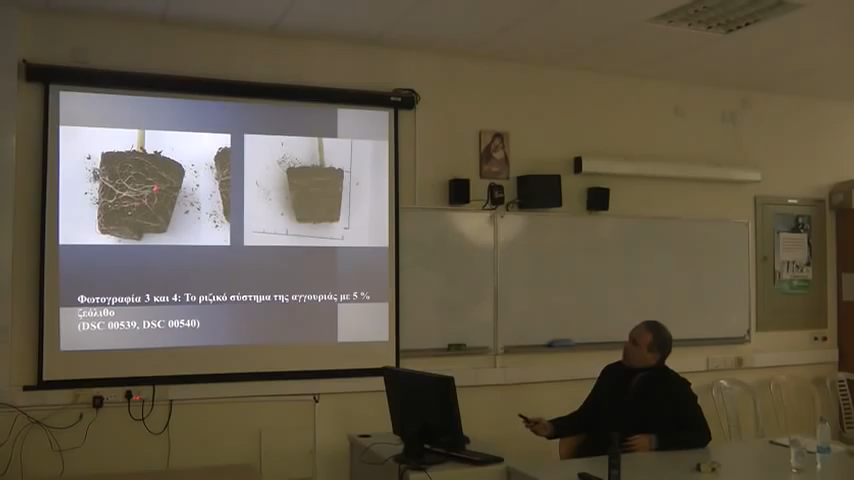 Φωτογραφία 3 και 4: Το ριζικό σύστημα της αγγουριάς με 5 %
ζεόλιθο
(DSC 00539, DSC 00540)